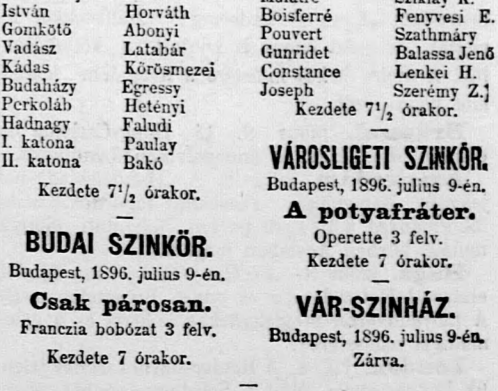 István Horváth
Gomkötő Abonyi
Vadász Latabár
Kádas Kőrösmezei
Budaházy Egressy
Perkoláb Hetényi
Hadnagy Faludi
I. katona Paulay
II. katona Bakó
Kezdete 7½ órakor.
BUDAI SZINKÖR.
Budapest, 1896. julius 9-én.
Csak párosan.
Franczia bobózat 3 felv.
Kezdete 7 órakor.
Boisferré Fenyvesi E.
Pouvert Szathmáry
Gunridet Balassa Jenő
Constance Lenkei H.
Joseph Szerémy Z.]
Kezdete 7½ órakor.
VÁROSLIGETI SZINKÖR.
Budapest, 1896. julius 9-én.
A potyafráter.
Operette 3 felv.
Kezdete 7 órakor.
VÁR-SZINHÁZ.
Budapest, 1896. julius 9-én.
Zárva.